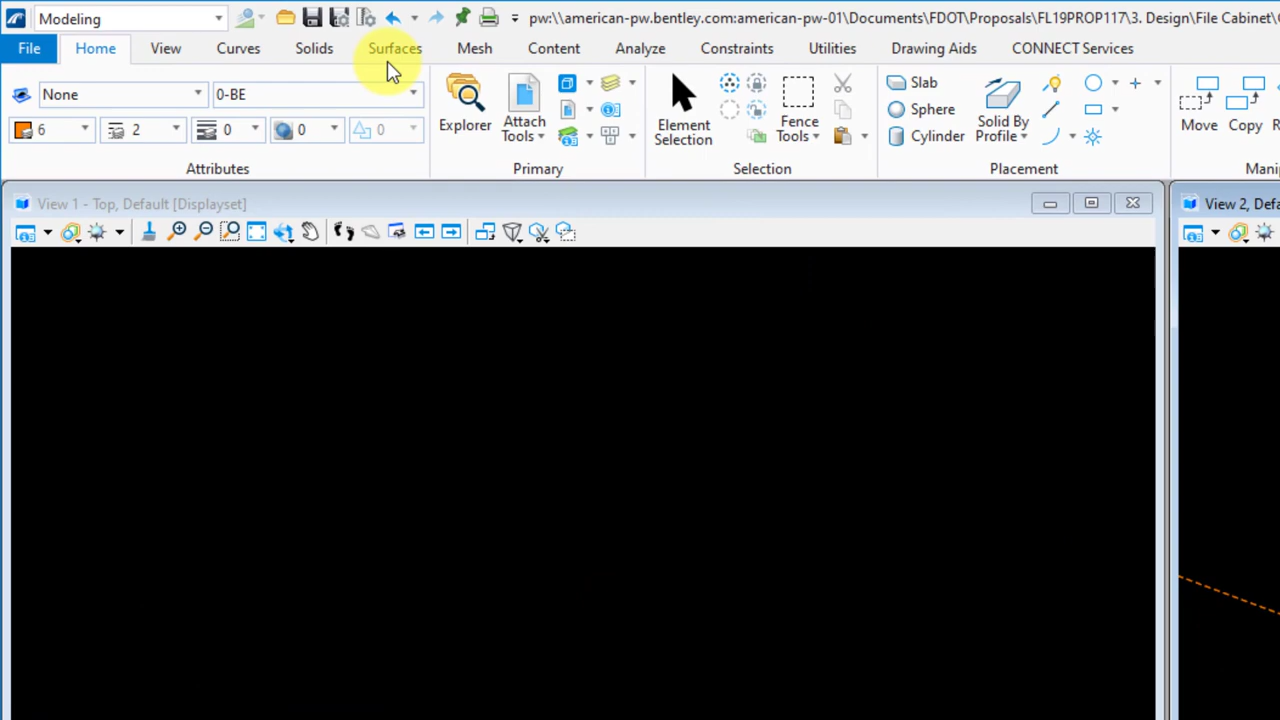 Modeling
pw:\\american-pw.bentley.com:american-pw-01\Documents\FDOT\Proposals\FL19PROP117\3. Design\File Cabinet\
File Home View Curves Solids Surfaces Mesh Content Analyze Constraints Utilities Drawing Aids CONNECT Services
None 0-BE
6 2 0 0 0
Attributes
Explorer Attach Tools
Primary
Element Selection Fence Tools
Selection
Slab
Sphere
Cylinder
Solid By Profile
Placement
Move Copy
Mani
View 1 - Top, Default [Displayset]
View 2, Defa